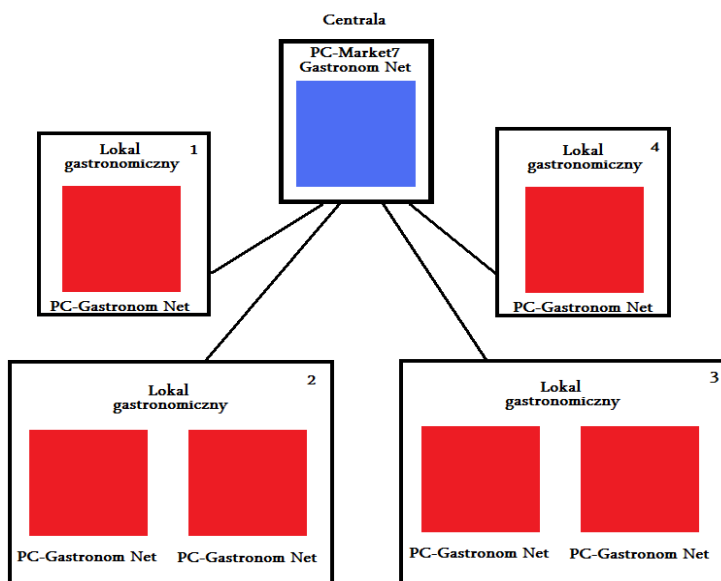 Centrala
PC-Market7
Gastronom Net
Lokal
gastronomiczny
1
PC-Gastronom Net
Lokal
gastronomiczny
4
PC-Gastronom Net
Lokal
gastronomiczny
2
PC-Gastronom Net
PC-Gastronom Net
Lokal
gastronomiczny
3
PC-Gastronom Net
PC-Gastronom Net